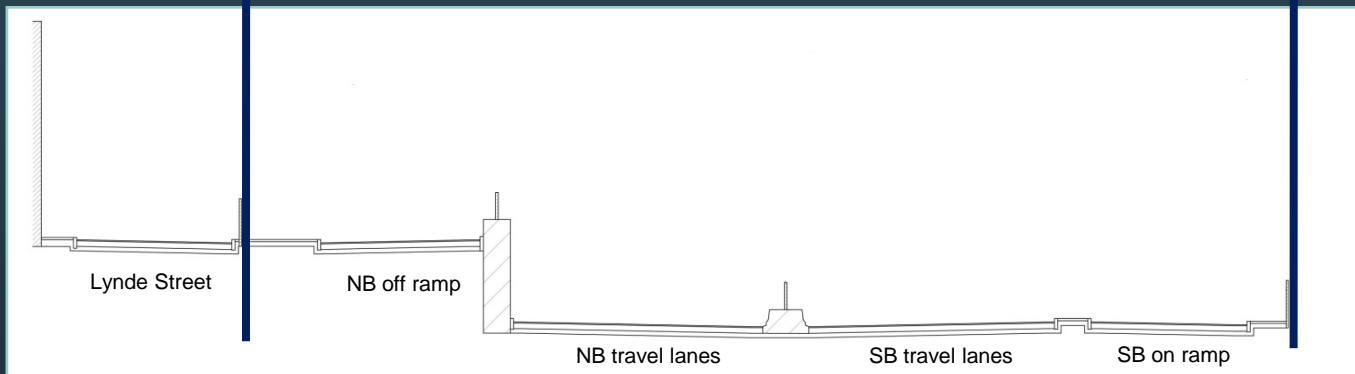 Lynde Street
NB off ramp
NB travel lanes
SB travel lanes
SB on ramp